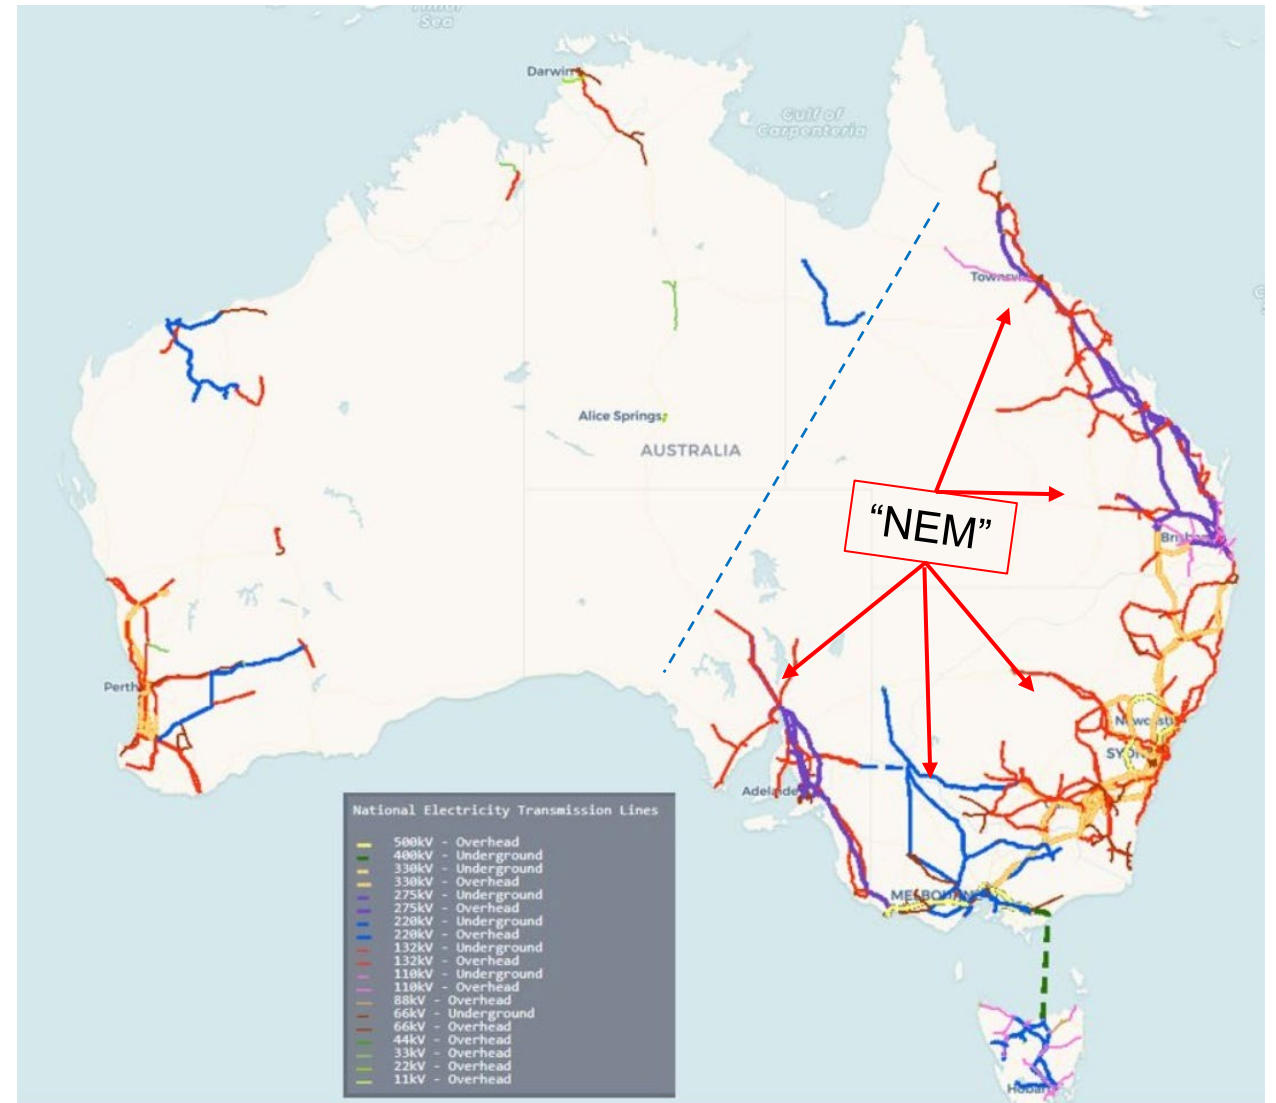 Timor
Sea
Darwin
Gulf of
Carpenteria
Townsville
Alice Springs
AUSTRALIA
“NEM”
Brisbane
Perth
Newcastle
SYDNEY
Adelaide
MELBOURNE
Hobart
National Electricity Transmission Lines
500kV - Overhead
400kV - Underground
330kV - Underground
330kV - Overhead
275kV - Underground
275kV - Overhead
220kV - Underground
220kV - Overhead
132kV - Underground
132kV - Overhead
110kV - Underground
110kV - Overhead
88kV - Overhead
66kV - Underground
66kV - Overhead
44kV - Overhead
33kV - Overhead
22kV - Overhead
11kV - Overhead